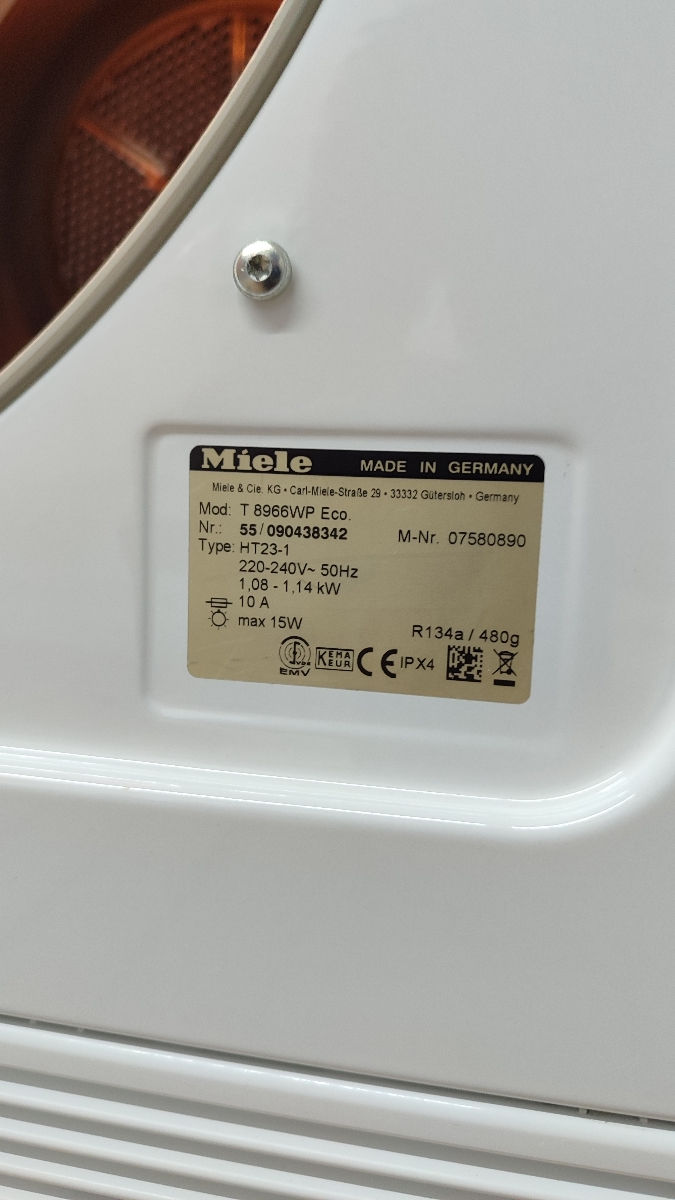 Miele MADE IN GERMANY
Miele & Cie. KG • Carl-Miele-Straße 29 • 33332 Gütersloh • Germany
Mod: T 8966WP Eco.
Nr.: 55/090438342 M-Nr. 07580890
Type: HT23-1
220-240V~ 50Hz
1,08 - 1,14 kW
10 A
max 15W
R134a / 480g
VDE EMV KEMA KEUR CE IPX4